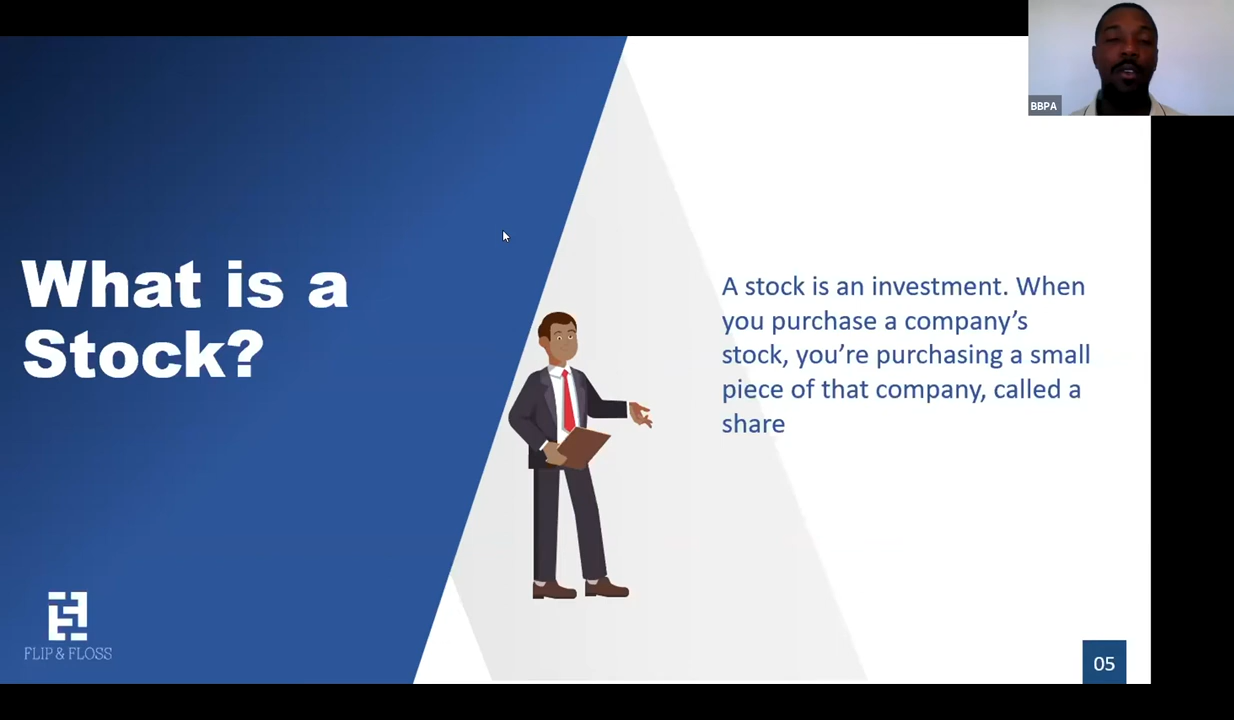 BBPA
What is a
Stock?
A stock is an investment. When
you purchase a company’s
stock, you’re purchasing a small
piece of that company, called a
share
FLIP & FLOSS
05